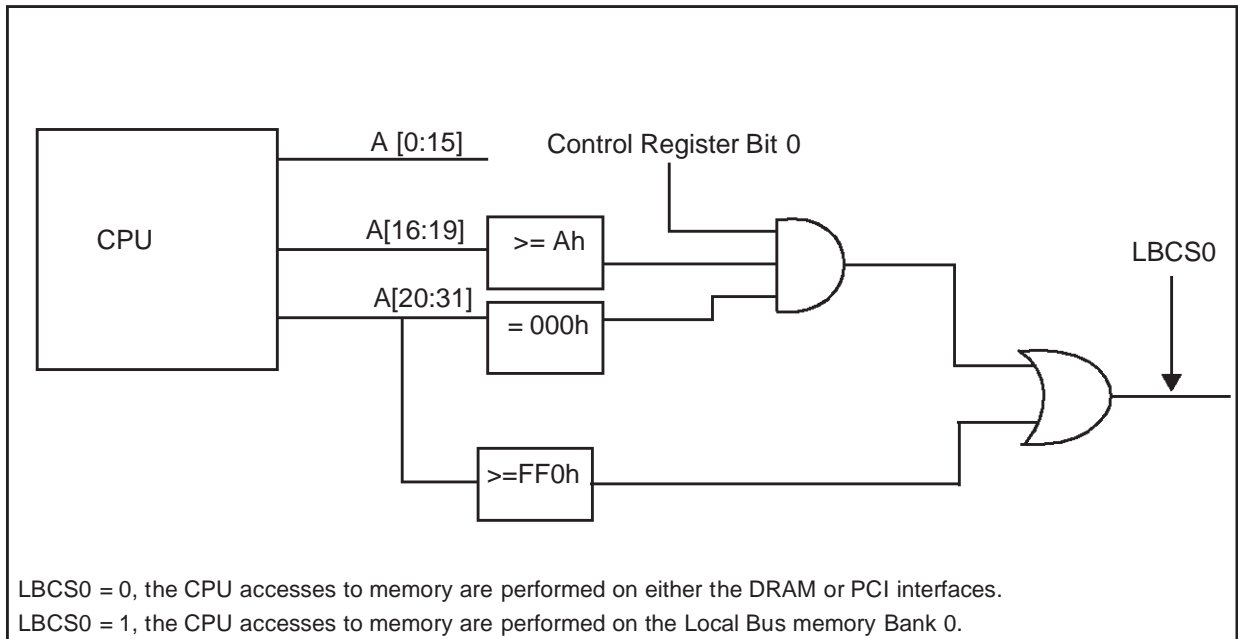 A [0:15]
Control Register Bit 0
CPU
A[16:19]
>= Ah
LBCS0
A[20:31]
= 000h
>=FF0h
LBCS0 = 0, the CPU accesses to memory are performed on either the DRAM or PCI interfaces.
LBCS0 = 1, the CPU accesses to memory are performed on the Local Bus memory Bank 0.